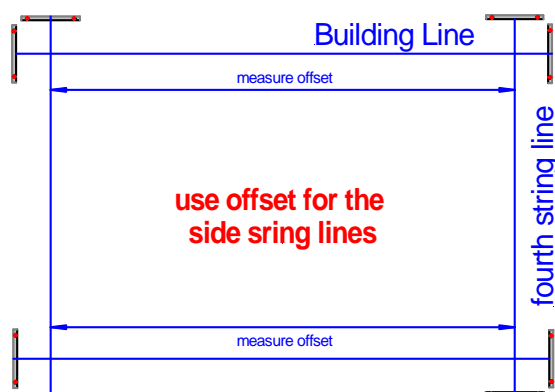 Building Line
measure offset
use offset for the
side sring lines
fourth string line
measure offset